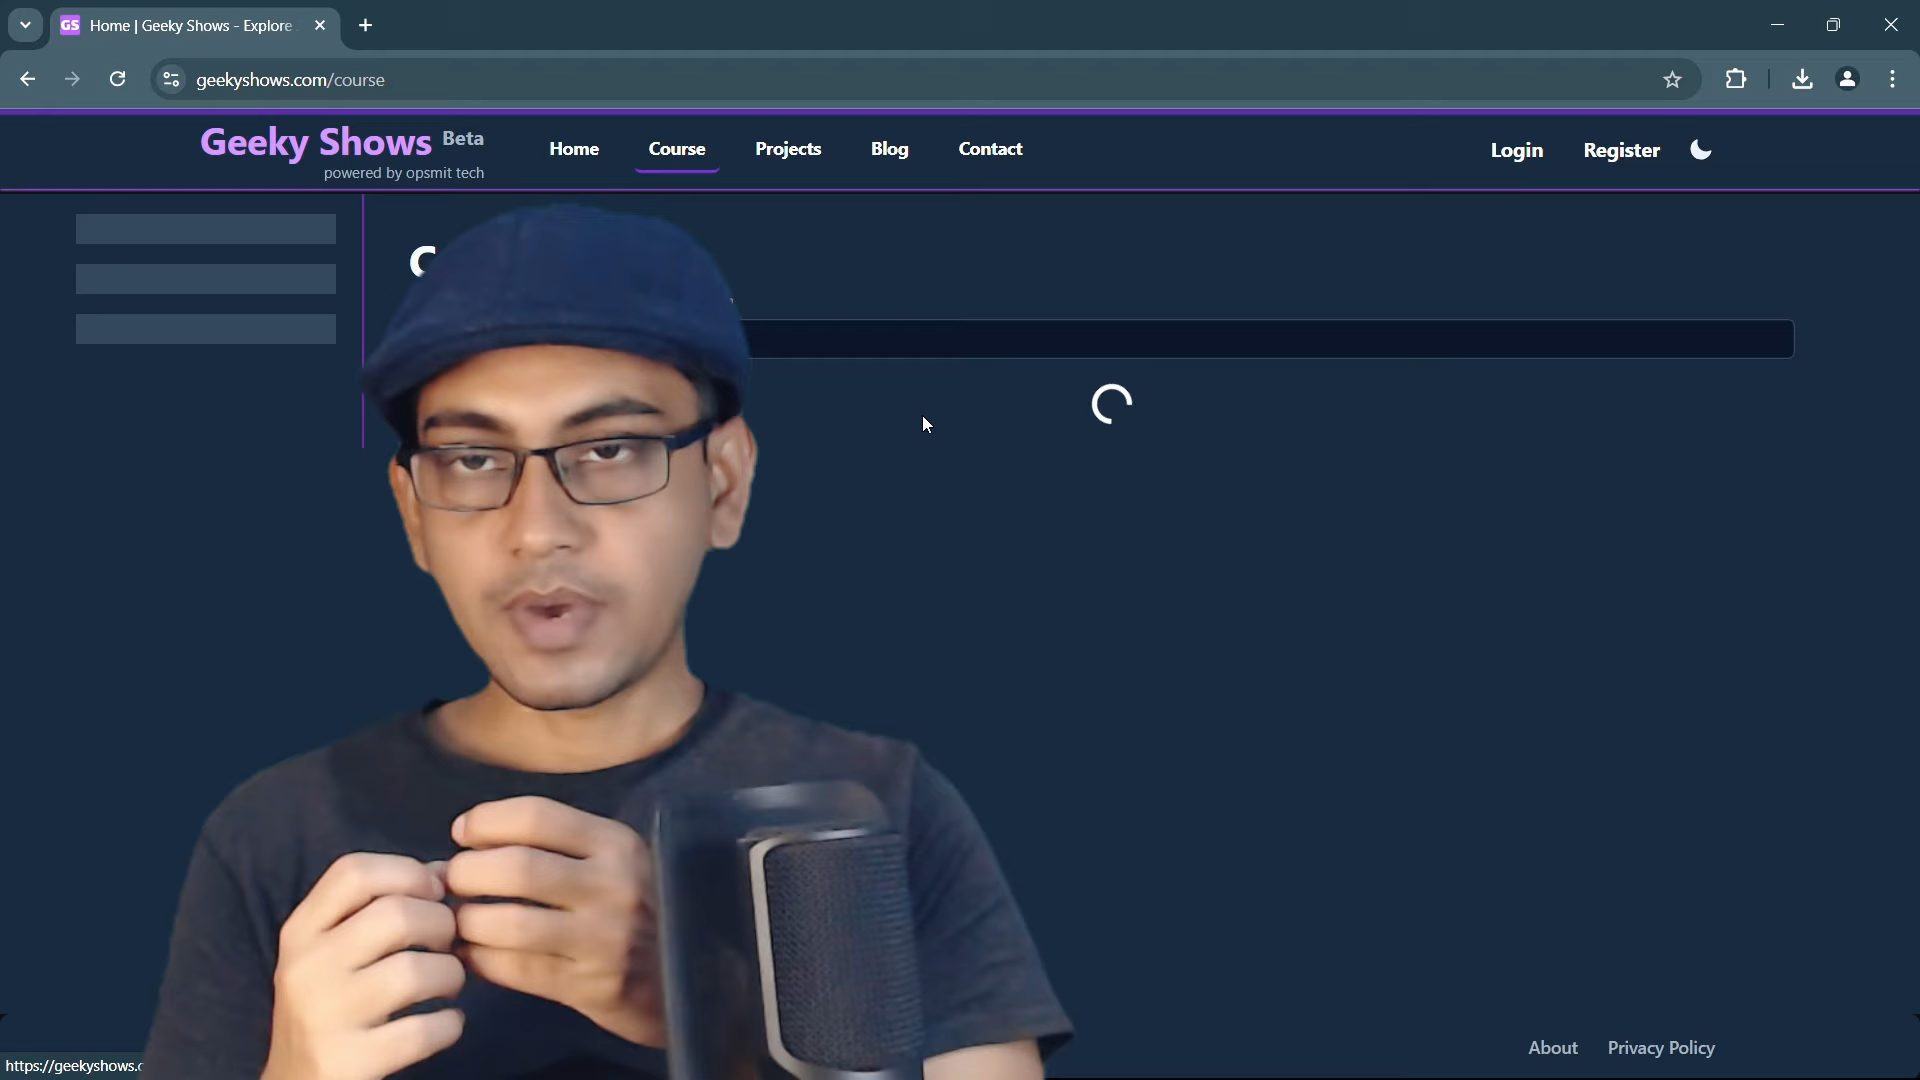 GS Home | Geeky Shows - Explore
geekyshows.com/course
Geeky Shows Beta
powered by opsmit tech
Home Course Projects Blog Contact
Login Register
About Privacy Policy
https://geekyshows.c